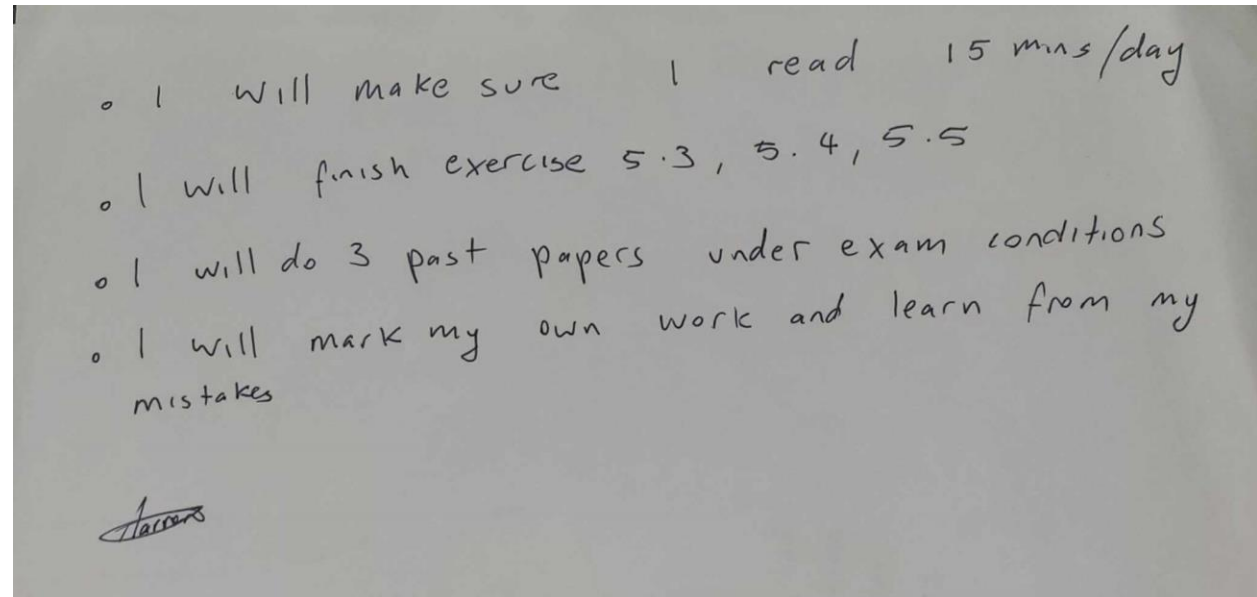 • I will make sure I read 15 mins/day
• I will finish exercise 5.3, 5.4, 5.5
• I will do 3 past papers under exam conditions
• I will mark my own work and learn from my
mistakes